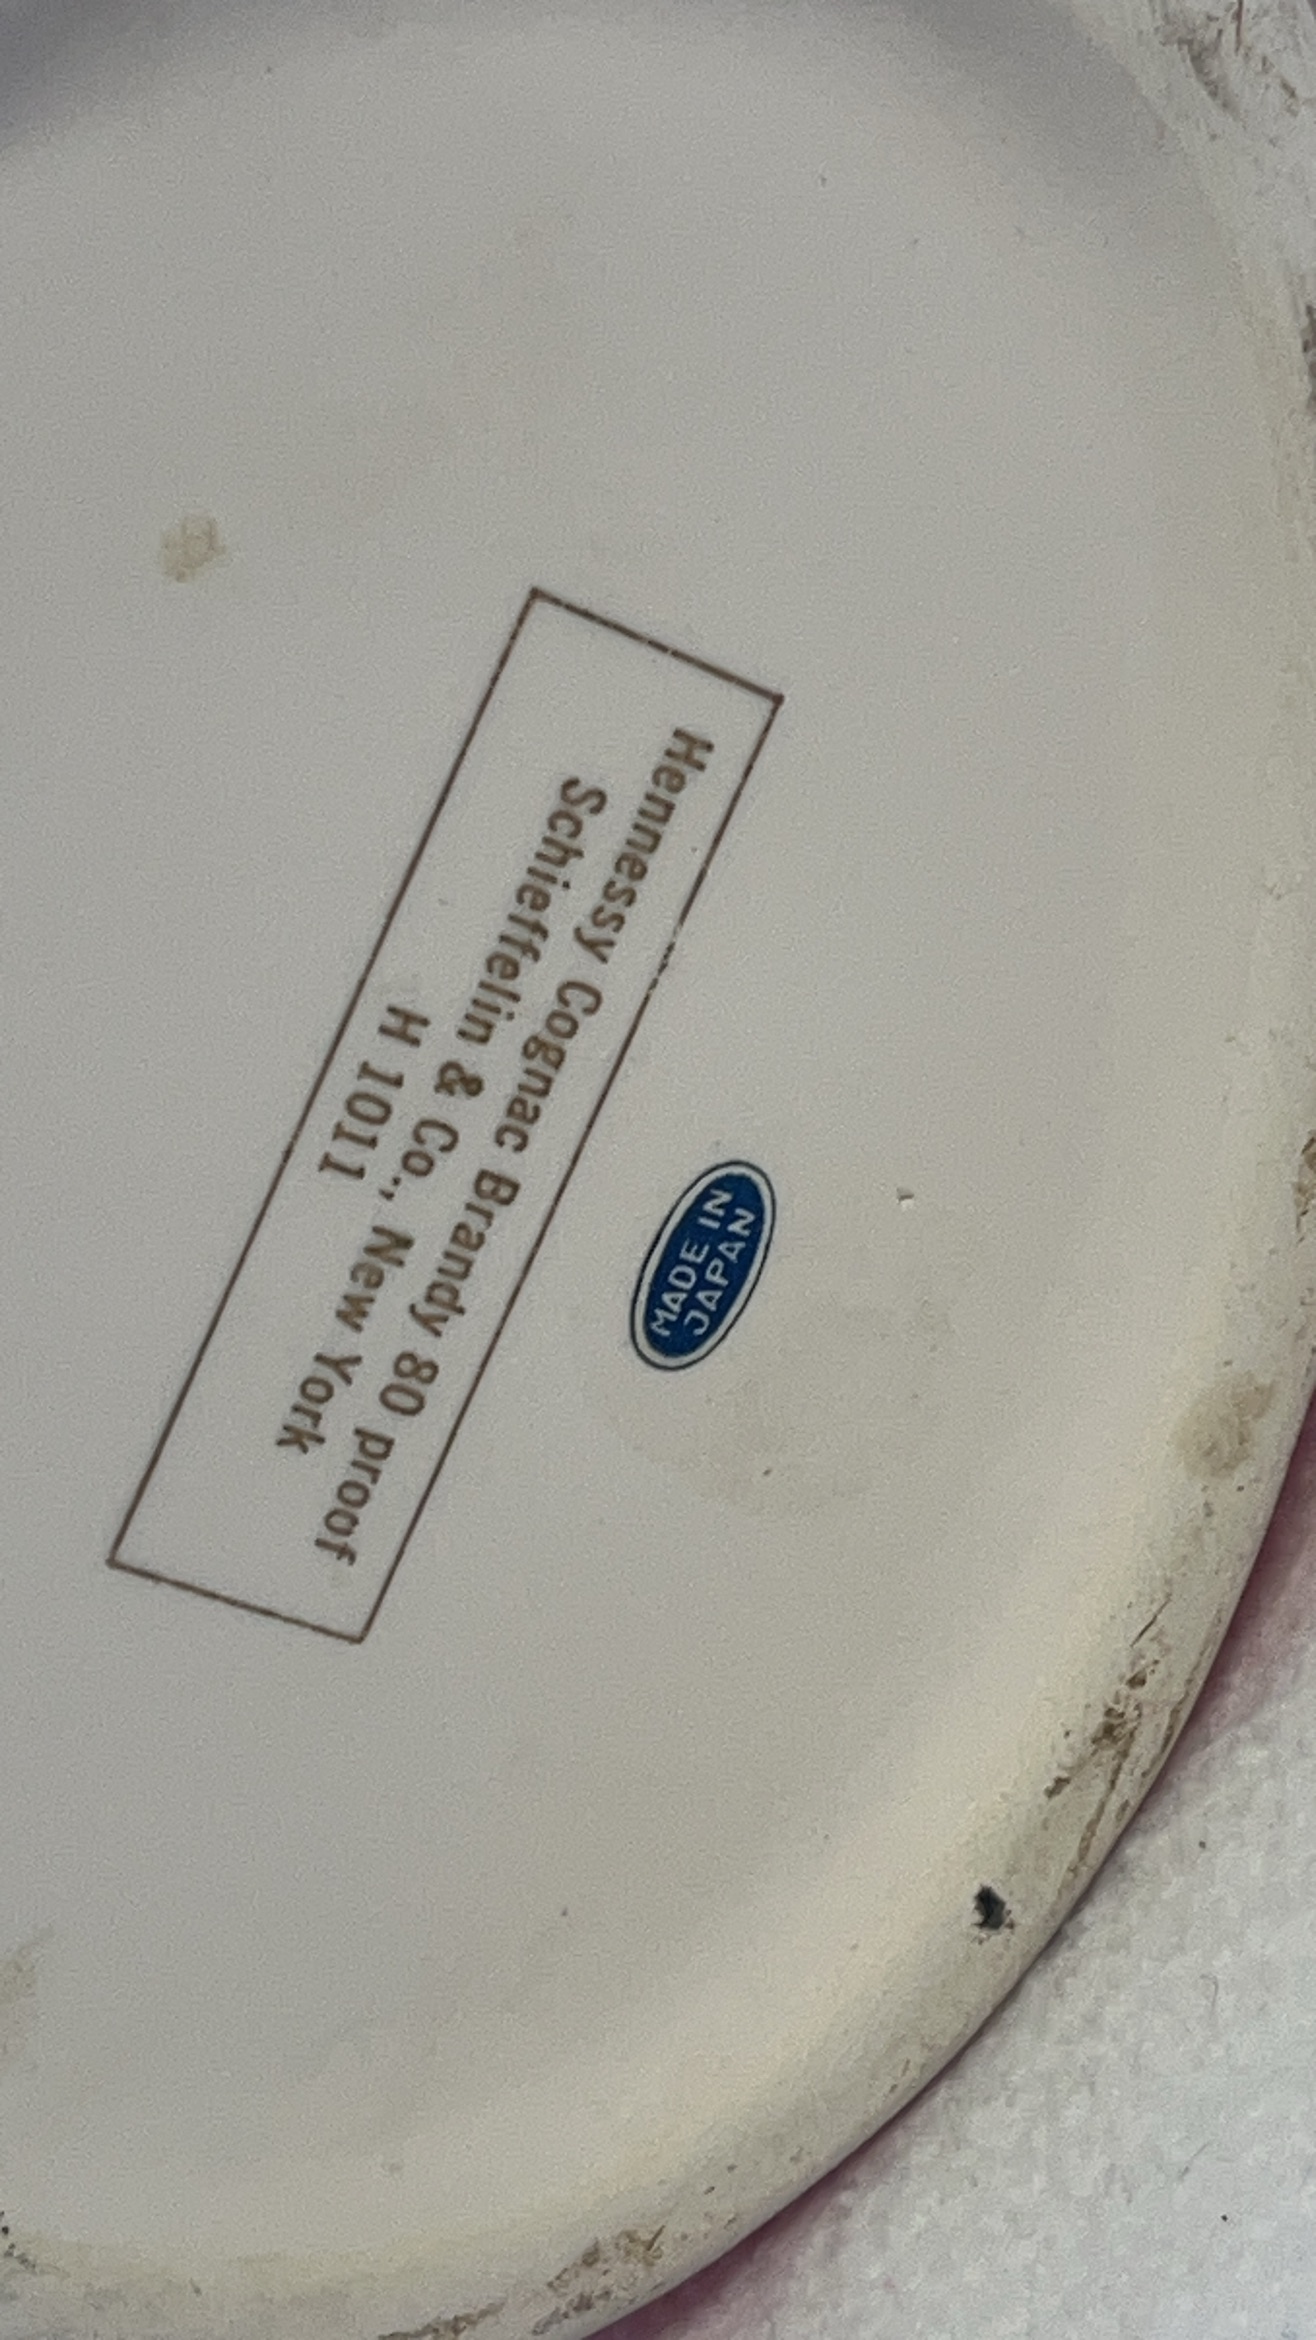 Hennessy Cognac Brandy 80 proof
Schieffelin & Co., New York
H 1011
MADE IN
JAPAN